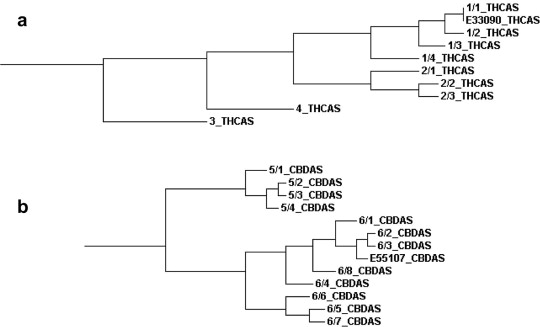 a
1/1_THCAS
E33090_THCAS
1/2_THCAS
1/3_THCAS
1/4_THCAS
2/1_THCAS
2/2_THCAS
2/3_THCAS
4_THCAS
3_THCAS
b
5/1_CBDAS
5/2_CBDAS
5/3_CBDAS
5/4_CBDAS
6/1_CBDAS
6/2_CBDAS
6/3_CBDAS
E55107_CBDAS
6/8_CBDAS
6/4_CBDAS
6/6_CBDAS
6/5_CBDAS
6/7_CBDAS